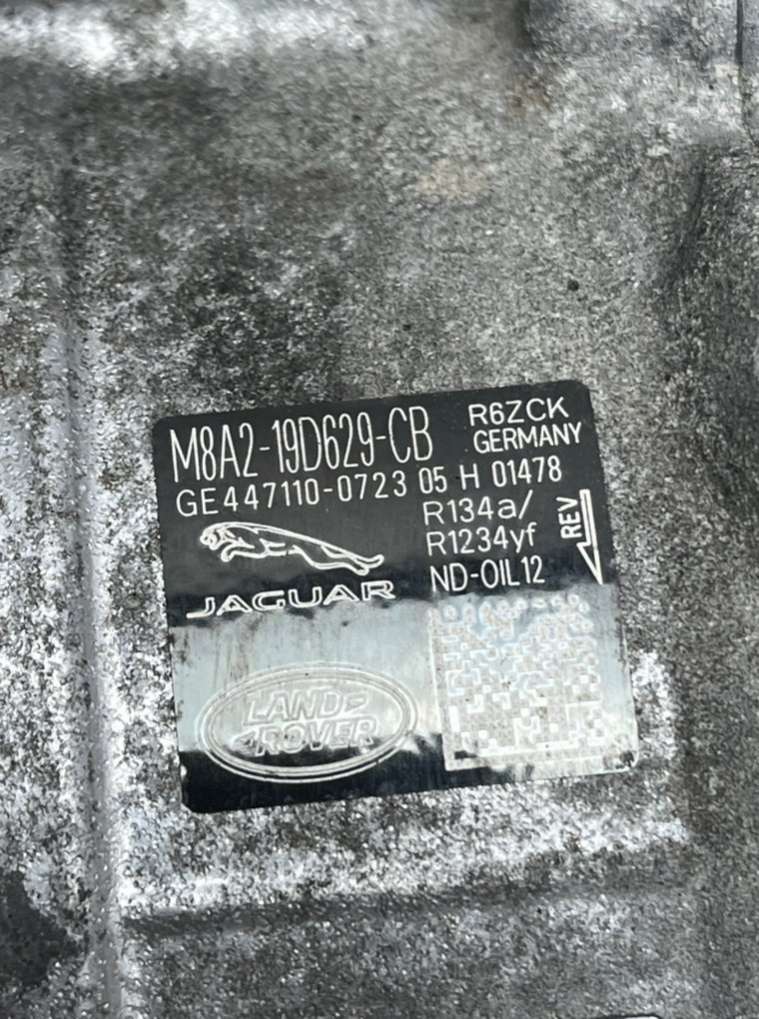 M8A2-19D629-CB
R6ZCK
GERMANY
GE447110-0723 05 H 01478
R134a/
R1234yf
ND-OIL12
REV
JAGUAR
LAND
ROVER